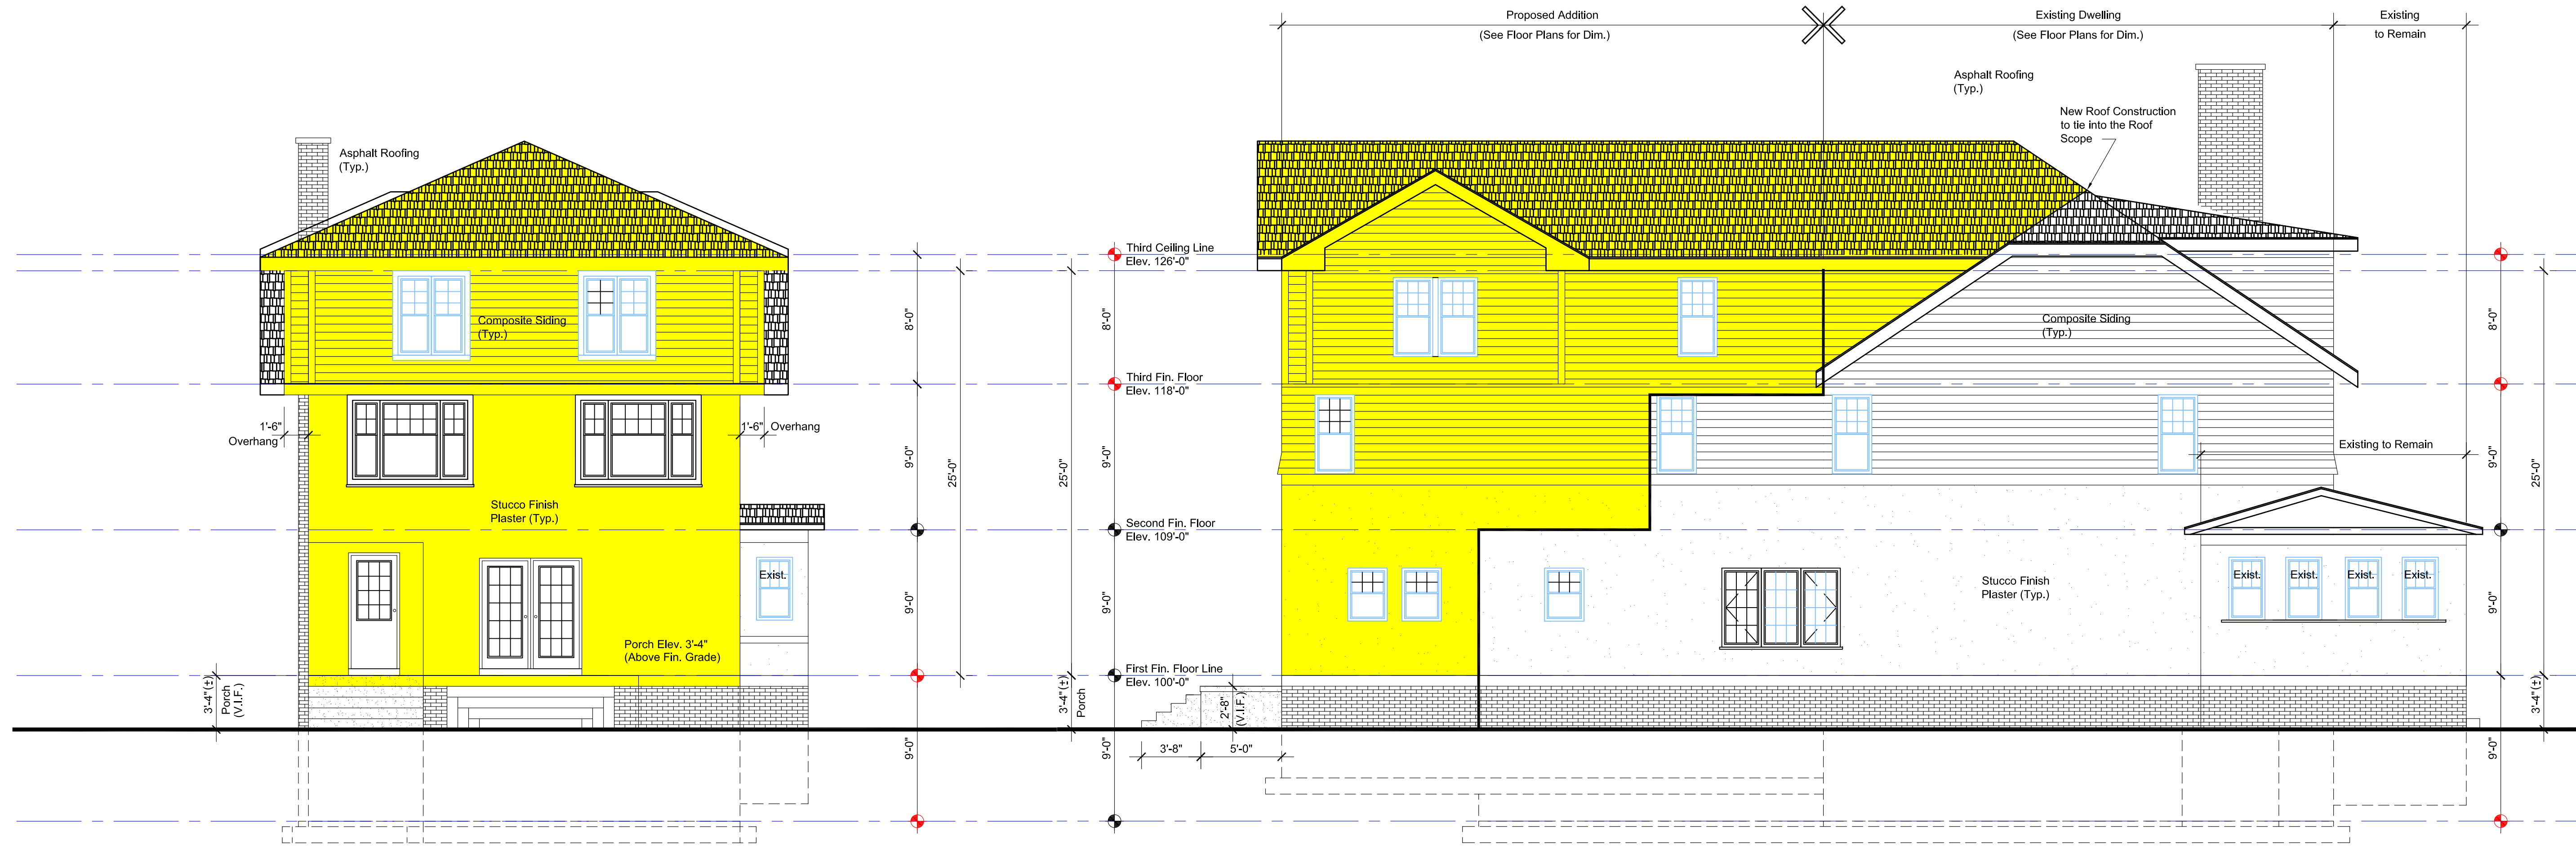 Proposed Addition
(See Floor Plans for Dim.)
Existing Dwelling
(See Floor Plans for Dim.)
Existing
to Remain
Asphalt Roofing
(Typ.)
New Roof Construction
to tie into the Roof
Scope
Asphalt Roofing
(Typ.)
Composite Siding
(Typ.)
1'-6"
Overhang
1'-6"
Overhang
Stucco Finish
Plaster (Typ.)
Exist.
Porch Elev. 3'-4"
(Above Fin. Grade)
3'-4" (±)
Porch
(V.I.F.)
8'-0"
9'-0"
9'-0"
9'-0"
25'-0"
25'-0"
3'-4" (±)
Porch
8'-0"
9'-0"
9'-0"
9'-0"
Third Ceiling Line
Elev. 126'-0"
Third Fin. Floor
Elev. 118'-0"
Second Fin. Floor
Elev. 109'-0"
First Fin. Floor Line
Elev. 100'-0"
2'-8"
(V.I.F.)
3'-8"
5'-0"
Composite Siding
(Typ.)
Existing to Remain
Stucco Finish
Plaster (Typ.)
Exist.
Exist.
Exist.
Exist.
8'-0"
9'-0"
9'-0"
9'-0"
25'-0"
3'-4" (±)